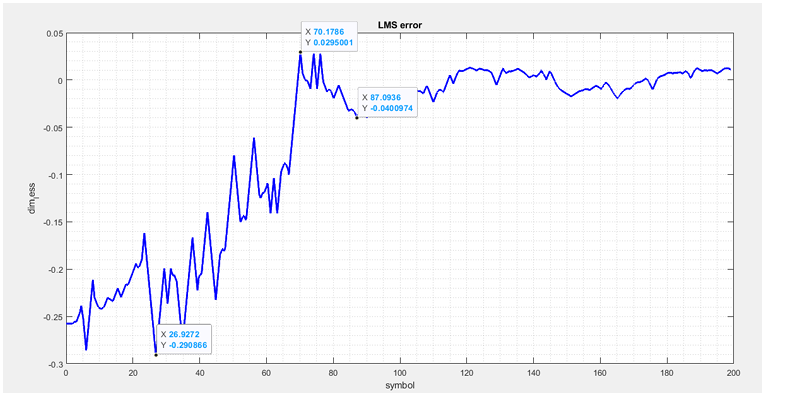 LMS error
X 70.1786
Y 0.0295001
X 87.0936
Y -0.0400974
X 26.9272
Y -0.290866
0.05
0
-0.05
-0.1
-0.15
-0.2
-0.25
-0.3
dim_less
0 20 40 60 80 100 120 140 160 180 200
symbol